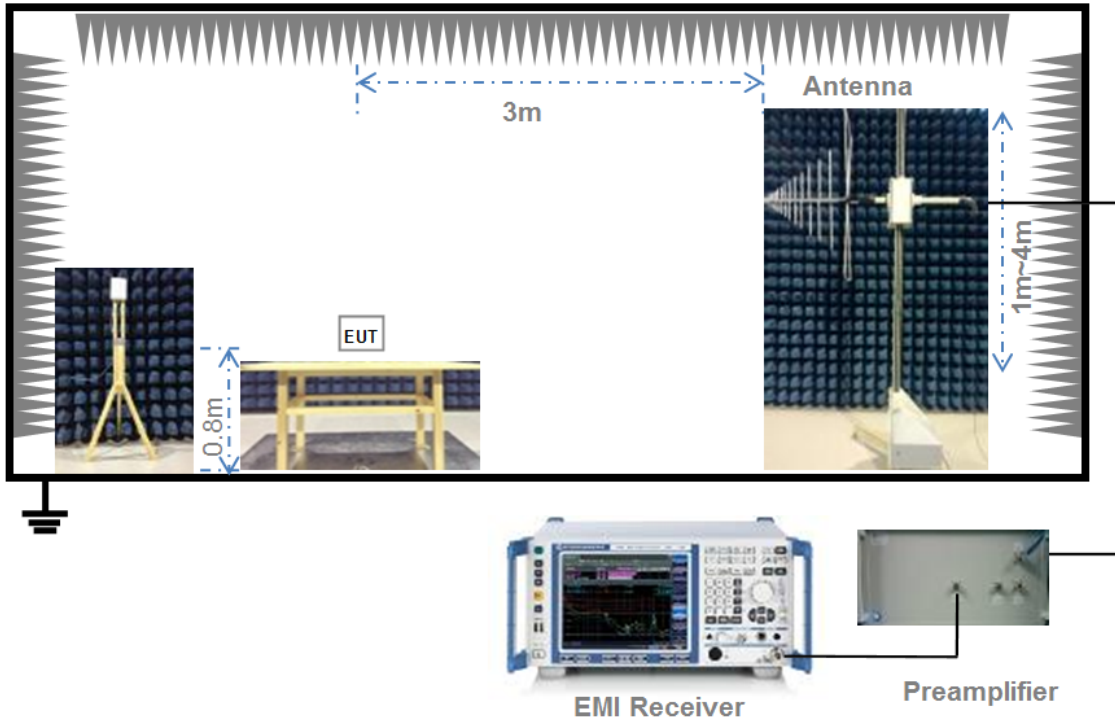 Antenna
3m
1m~4m
EUT
0.8m
EMI Receiver
Preamplifier